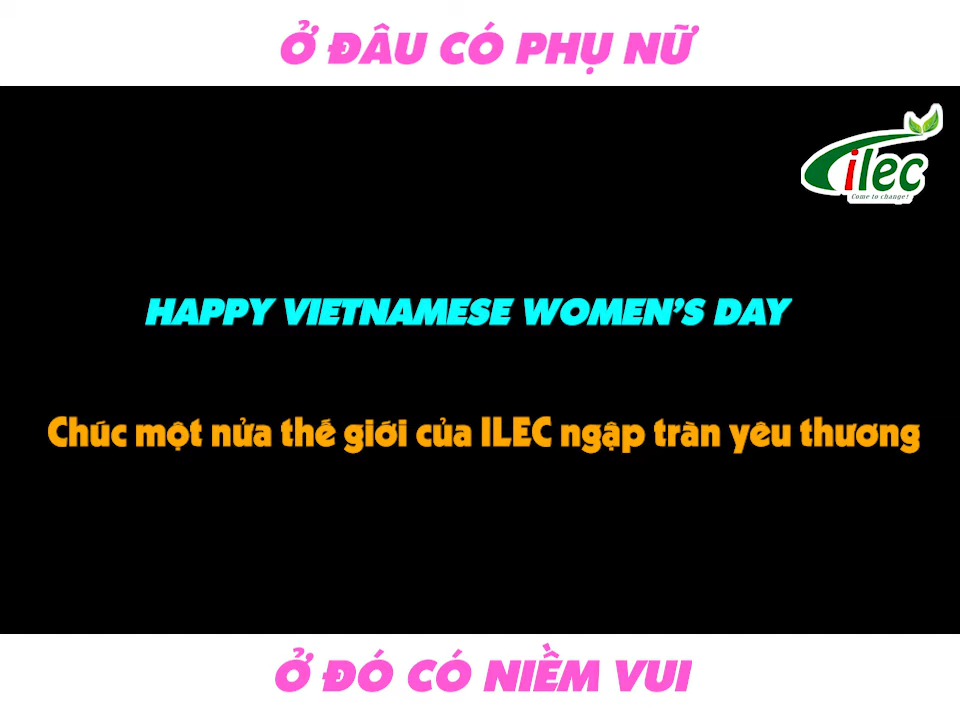 Ở ĐÂU CÓ PHỤ NỮ
ilec
Come to change!
HAPPY VIETNAMESE WOMEN'S DAY
Chúc một nửa thế giới của ILEC ngập tràn yêu thương
Ở ĐÓ CÓ NIỀM VUI